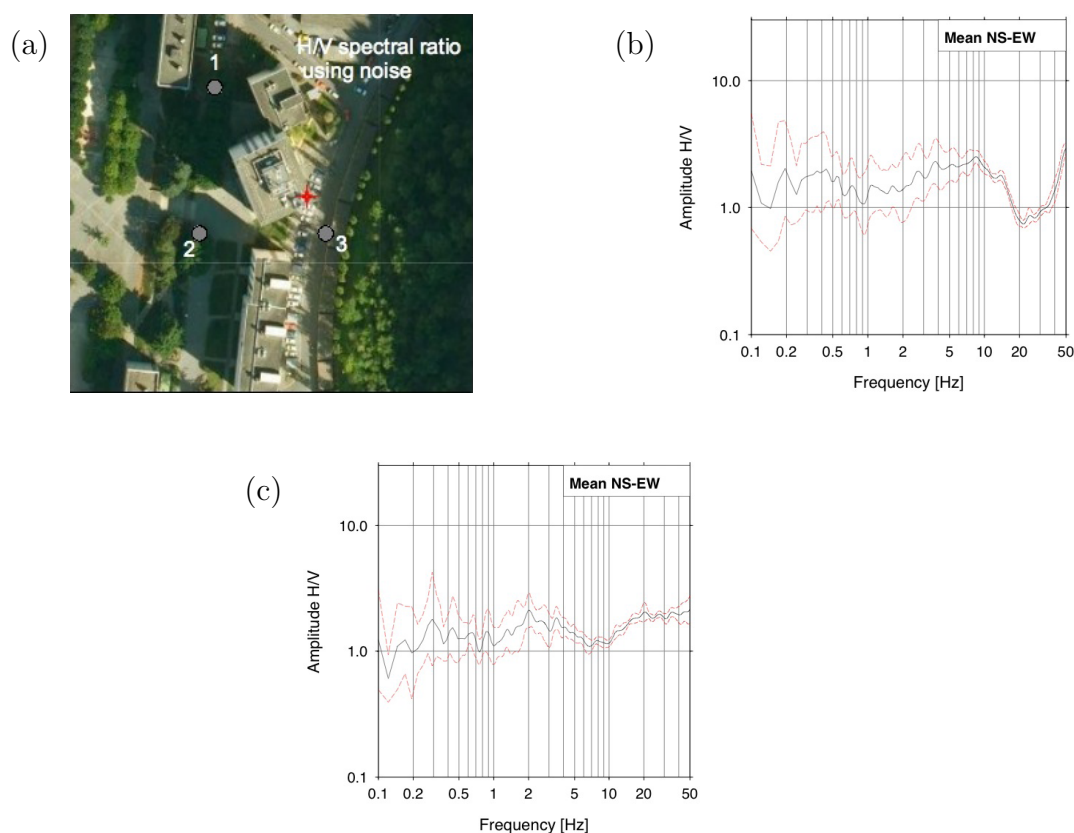 (a)
H/V spectral ratio
using noise
1
2
3
(b)
Mean NS-EW
Amplitude H/V
10.0
1.0
0.1
0.1 0.2 0.5 1 2 5 10 20 50
Frequency [Hz]
(c)
Mean NS-EW
Amplitude H/V
10.0
1.0
0.1
0.1 0.2 0.5 1 2 5 10 20 50
Frequency [Hz]